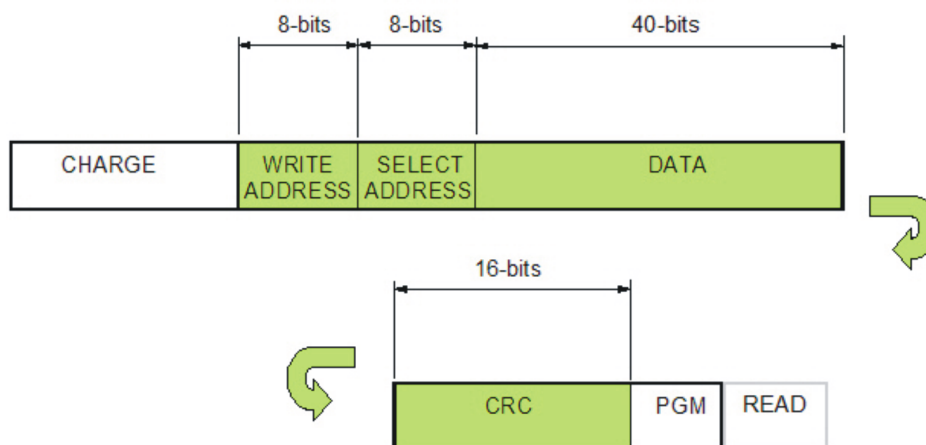 8-bits 8-bits 40-bits
CHARGE WRITE ADDRESS SELECT ADDRESS DATA
16-bits
CRC PGM READ